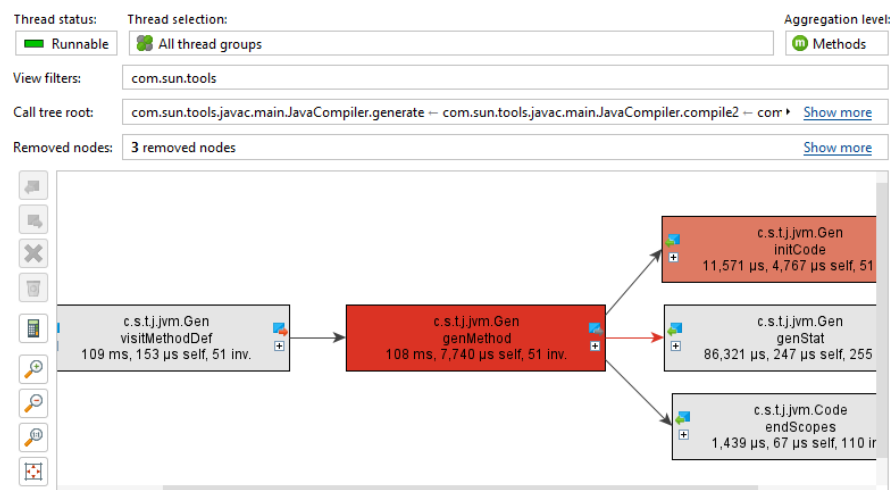 Thread status:
Thread selection:
Aggregation level:
Runnable
All thread groups
Methods
View filters:
com.sun.tools
Call tree root:
com.sun.tools.javac.main.JavaCompiler.generate ← com.sun.tools.javac.main.JavaCompiler.compile2 ← com
Show more
Removed nodes:
3 removed nodes
Show more
c.s.t.j.jvm.Gen
initCode
11,571 µs, 4,767 µs self, 51
c.s.t.j.jvm.Gen
visitMethodDef
109 ms, 153 µs self, 51 inv.
c.s.t.j.jvm.Gen
genMethod
108 ms, 7,740 µs self, 51 inv.
c.s.t.j.jvm.Gen
genStat
86,321 µs, 247 µs self, 255
c.s.t.j.jvm.Code
endScopes
1,439 µs, 67 µs self, 110 in